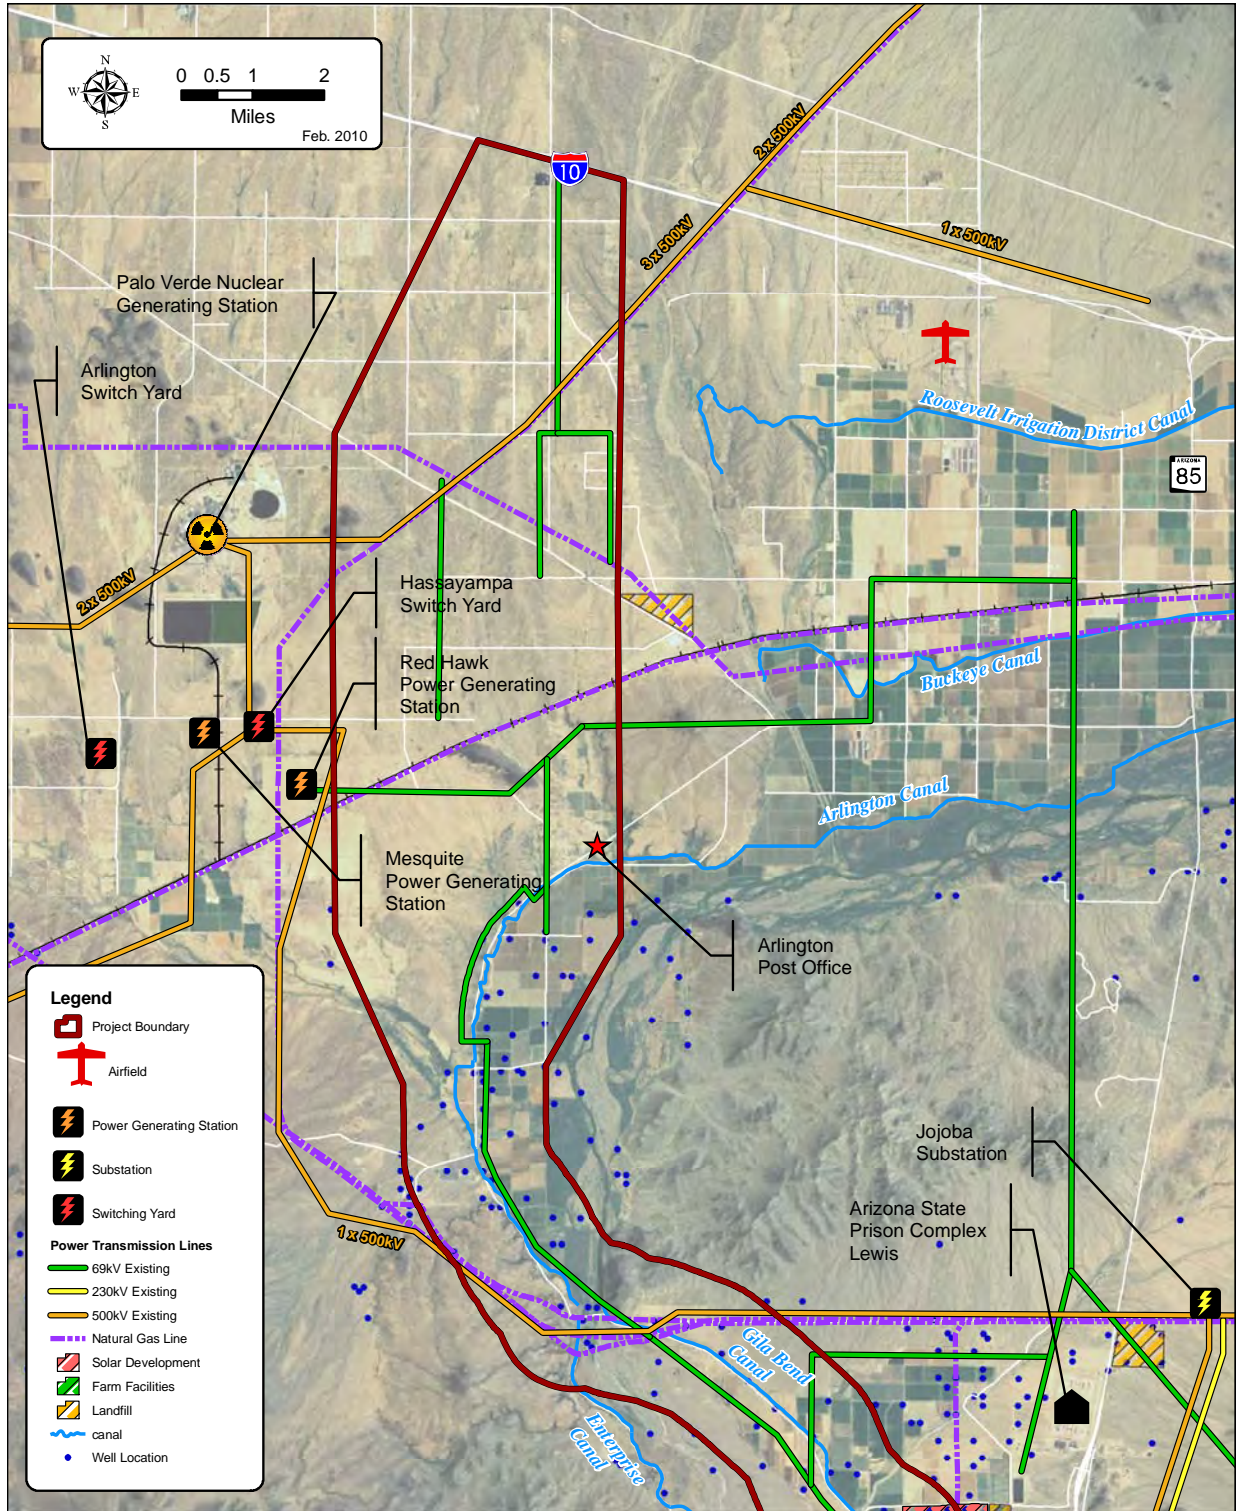 N
W E
S
0 0.5 1 2
Miles
Feb. 2010
10
2 x 500kV
3 x 500kV
1 x 500kV
Palo Verde Nuclear
Generating Station
Arlington
Switch Yard
Roosevelt Irrigation District Canal
ARIZONA
85
2 x 500kV
Hassayampa
Switch Yard
Red Hawk
Power Generating
Station
Buckeye Canal
Arlington Canal
Mesquite
Power Generating
Station
Arlington
Post Office
Jojoba
Substation
Arizona State
Prison Complex
Lewis
1 x 500kV
Gila Bend
Canal
Enterprise
Canal
Legend
Project Boundary
Airfield
Power Generating Station
Substation
Switching Yard
Power Transmission Lines
69kV Existing
230kV Existing
500kV Existing
Natural Gas Line
Solar Development
Farm Facilities
Landfill
canal
Well Location